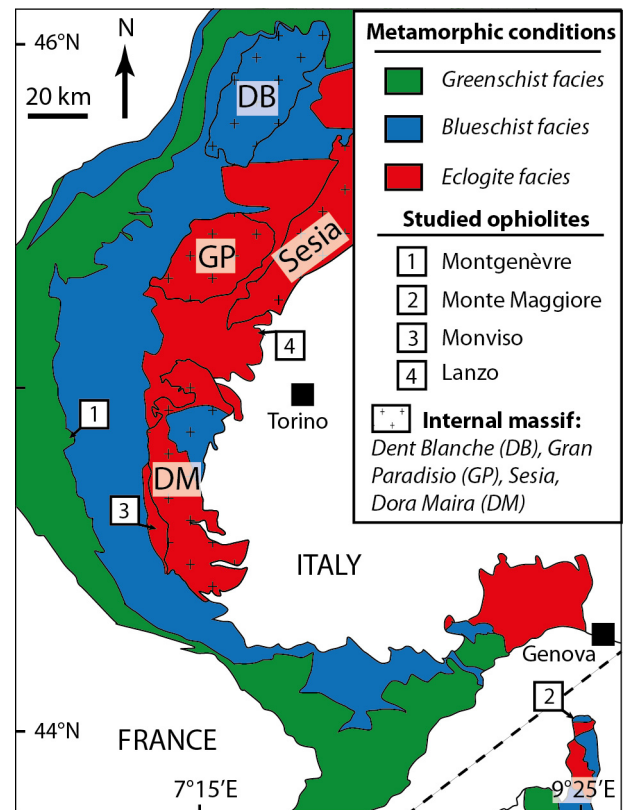 46°N
N
20 km
DB
GP
Sesia
4
Torino
1
DM
3
ITALY
Genova
2
44°N
FRANCE
7°15′E
9°25′E
Metamorphic conditions
Greenschist facies
Blueschist facies
Eclogite facies
Studied ophiolites
1 Montgenèvre
2 Monte Maggiore
3 Monviso
4 Lanzo
Internal massif:
Dent Blanche (DB), Gran
Paradisio (GP), Sesia,
Dora Maira (DM)